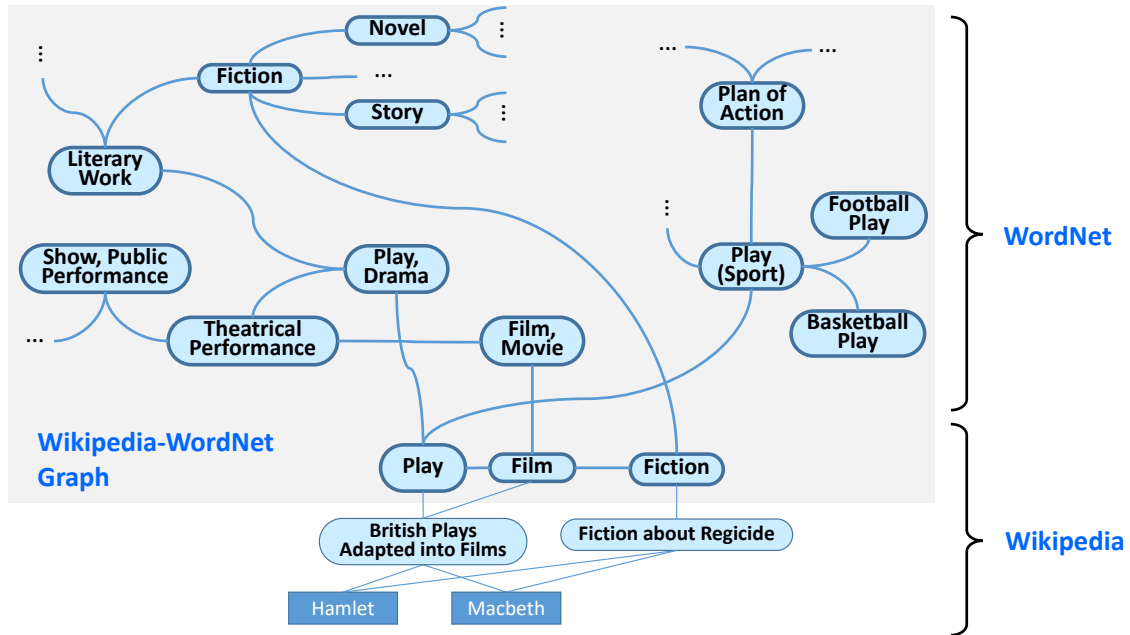 Novel
...
...
Fiction
...
Story
...
...
...
Plan of
Action
Literary
Work
Football
Play
...
WordNet
Show, Public
Performance
Play,
Drama
Play
(Sport)
...
Theatrical
Performance
Film,
Movie
Basketball
Play
Wikipedia-WordNet
Graph
Play
Film
Fiction
British Plays
Adapted into Films
Fiction about Regicide
Wikipedia
Hamlet
Macbeth